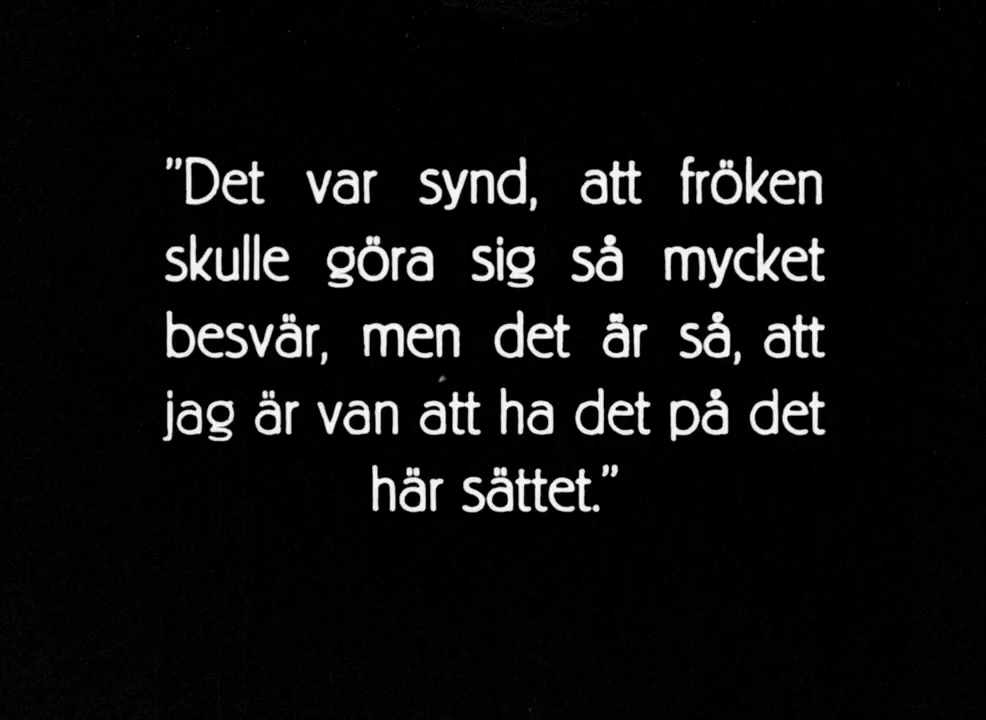 ”Det var synd, att fröken
skulle göra sig så mycket
besvär, men det är så, att
jag är van att ha det på det
här sättet.”